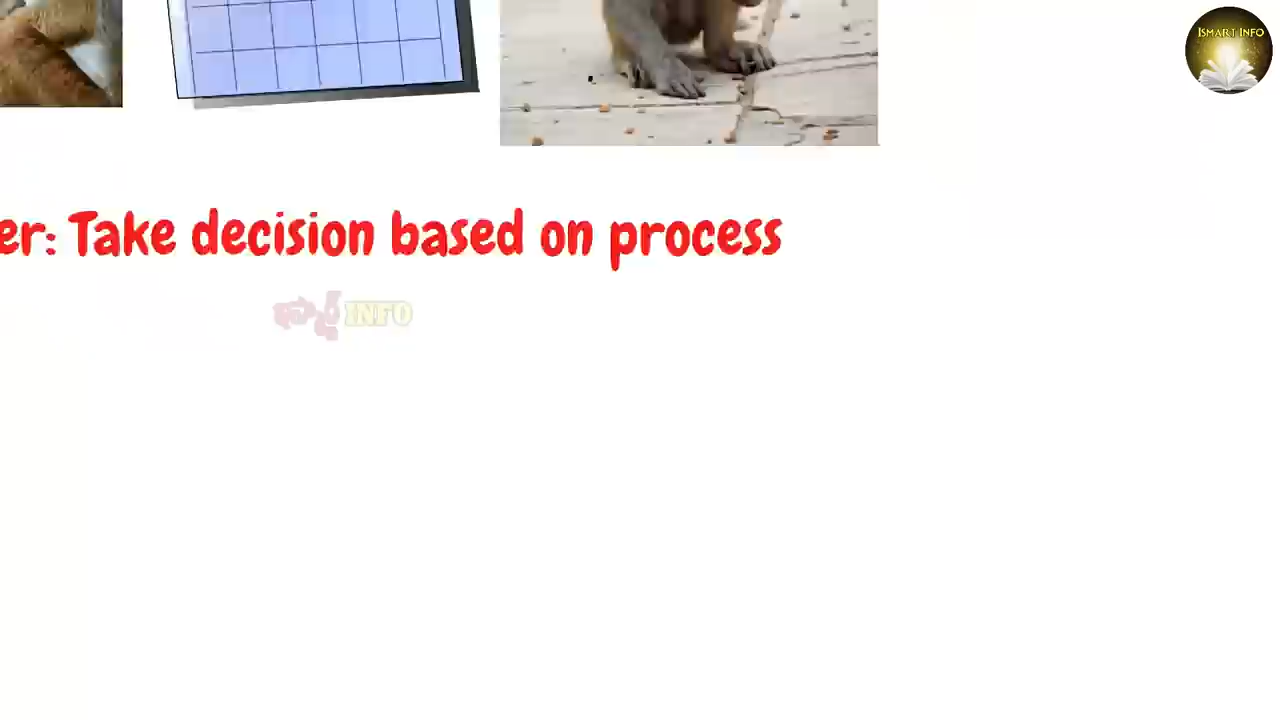 ISMART INFO
er: Take decision based on process
INFO